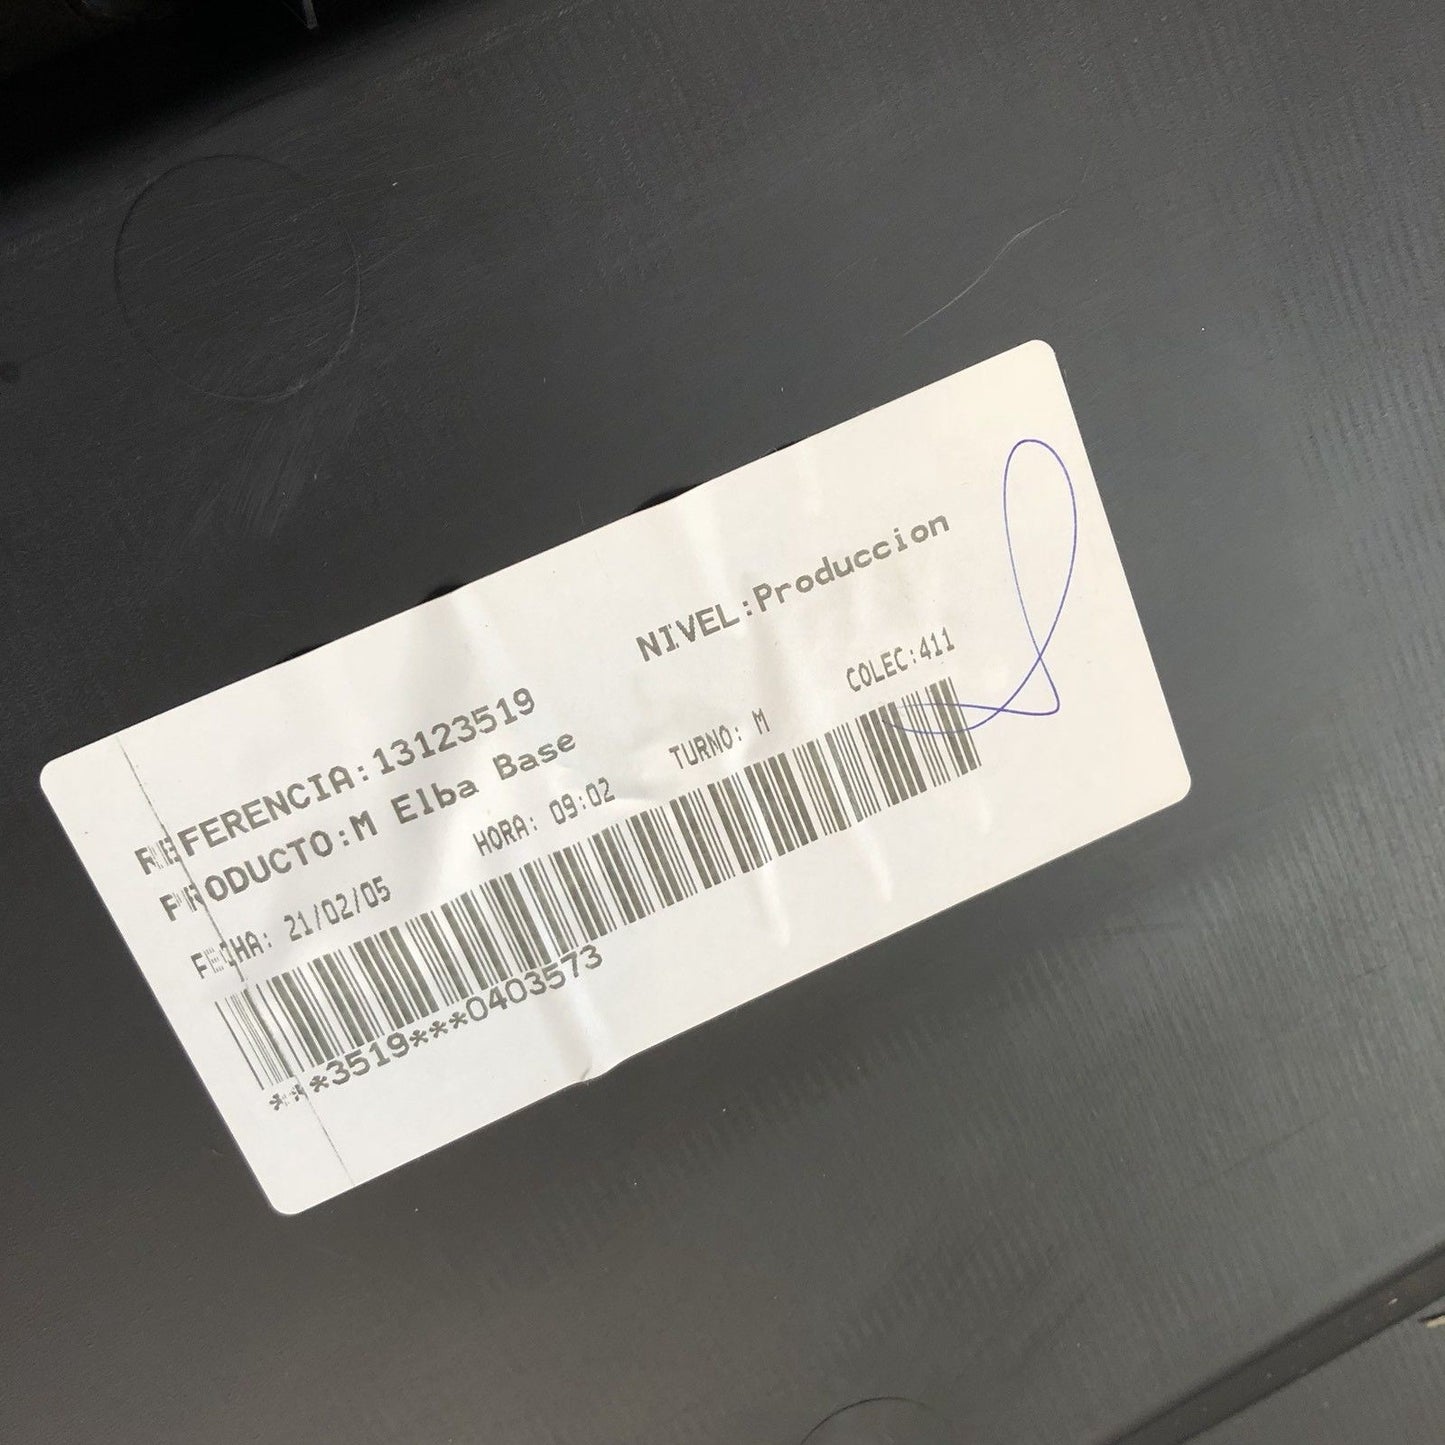 REFERENCIA:13123519 NIVEL:Produccion
PRODUCTO:M Elba Base
FECHA: 21/02/05 HORA: 09:02 TURNO: M COLEC:411
***3519***0403573